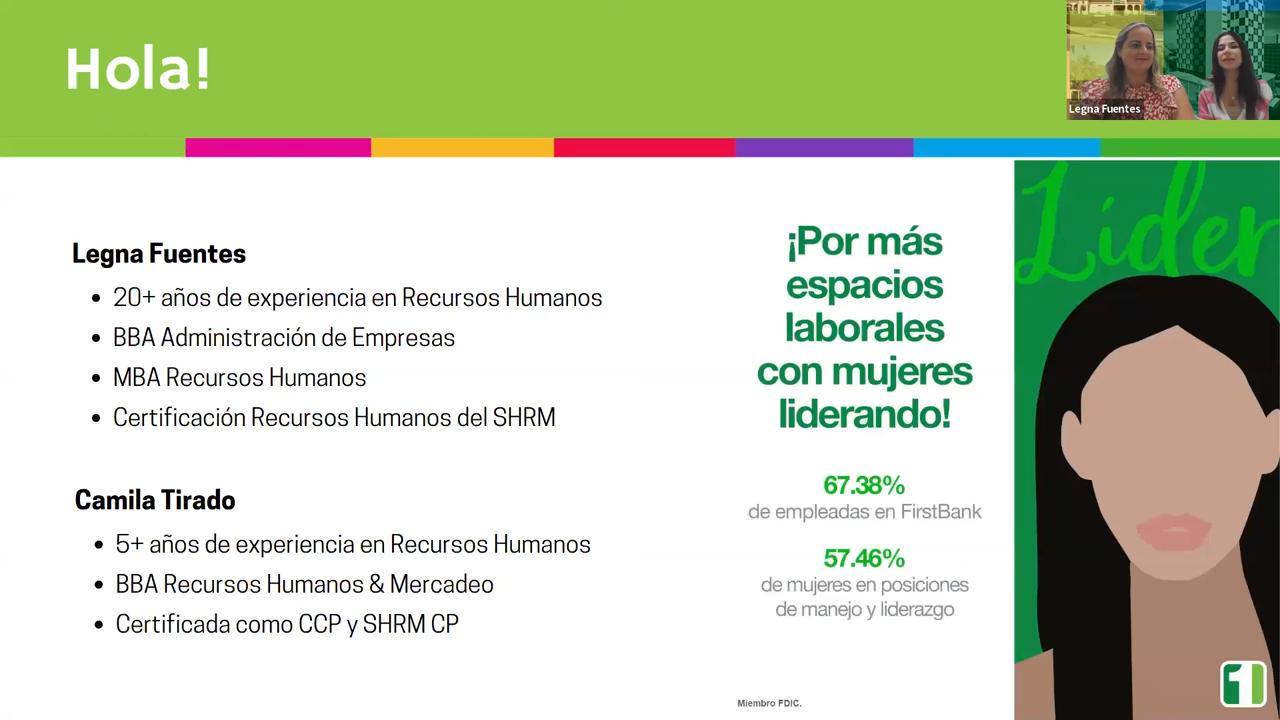 Hola!
Legna Fuentes
Legna Fuentes
20+ años de experiencia en Recursos Humanos
BBA Administración de Empresas
MBA Recursos Humanos
Certificación Recursos Humanos del SHRM
Camila Tirado
5+ años de experiencia en Recursos Humanos
BBA Recursos Humanos & Mercadeo
Certificada como CCP y SHRM CP
¡Por más
espacios
laborales
con mujeres
liderando!
67.38%
de empleadas en FirstBank
57.46%
de mujeres en posiciones
de manejo y liderazgo
Miembro FDIC.
Líder
1